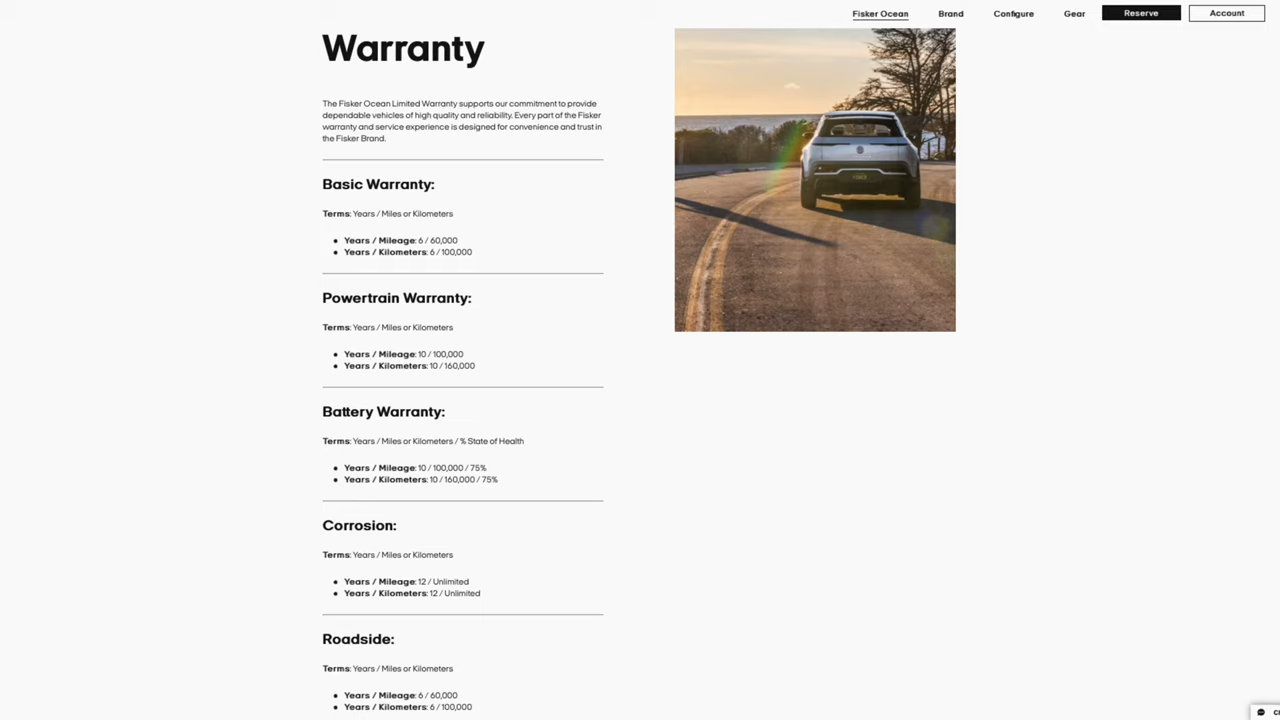 Fisker Ocean
Brand
Configure
Gear
Reserve
Account
Warranty
The Fisker Ocean Limited Warranty supports our commitment to provide
dependable vehicles of high quality and reliability. Every part of the Fisker
warranty and service experience is designed for convenience and trust in
the Fisker Brand.
Basic Warranty:
Terms: Years / Miles or Kilometers
• Years / Mileage: 6 / 60,000
• Years / Kilometers: 6 / 100,000
Powertrain Warranty:
Terms: Years / Miles or Kilometers
• Years / Mileage: 10 / 100,000
• Years / Kilometers: 10 / 160,000
Battery Warranty:
Terms: Years / Miles or Kilometers / % State of Health
• Years / Mileage: 10 / 100,000 / 75%
• Years / Kilometers: 10 / 160,000 / 75%
Corrosion:
Terms: Years / Miles or Kilometers
• Years / Mileage: 12 / Unlimited
• Years / Kilometers: 12 / Unlimited
Roadside:
Terms: Years / Miles or Kilometers
• Years / Mileage: 6 / 60,000
• Years / Kilometers: 6 / 100,000